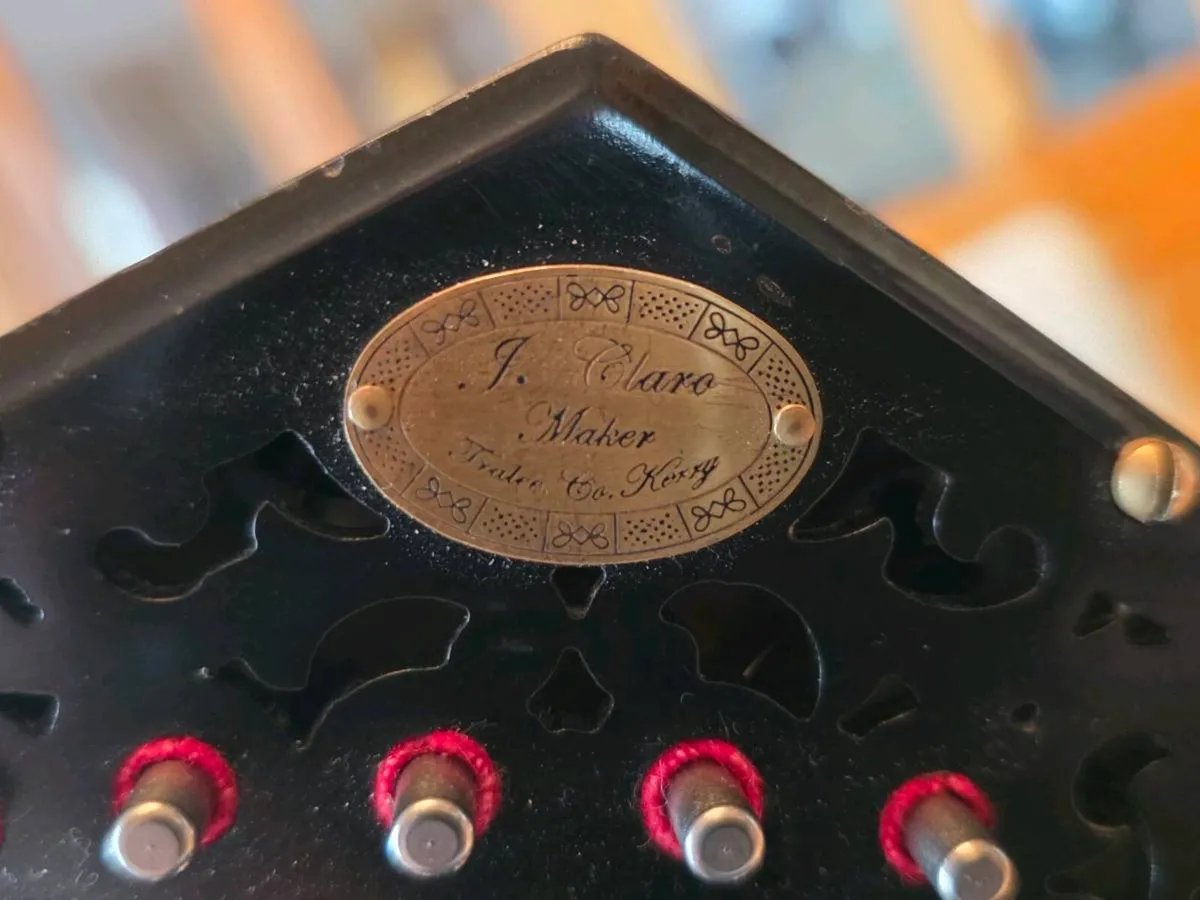 J. Claro
Maker
Tralee, Co. Kerry